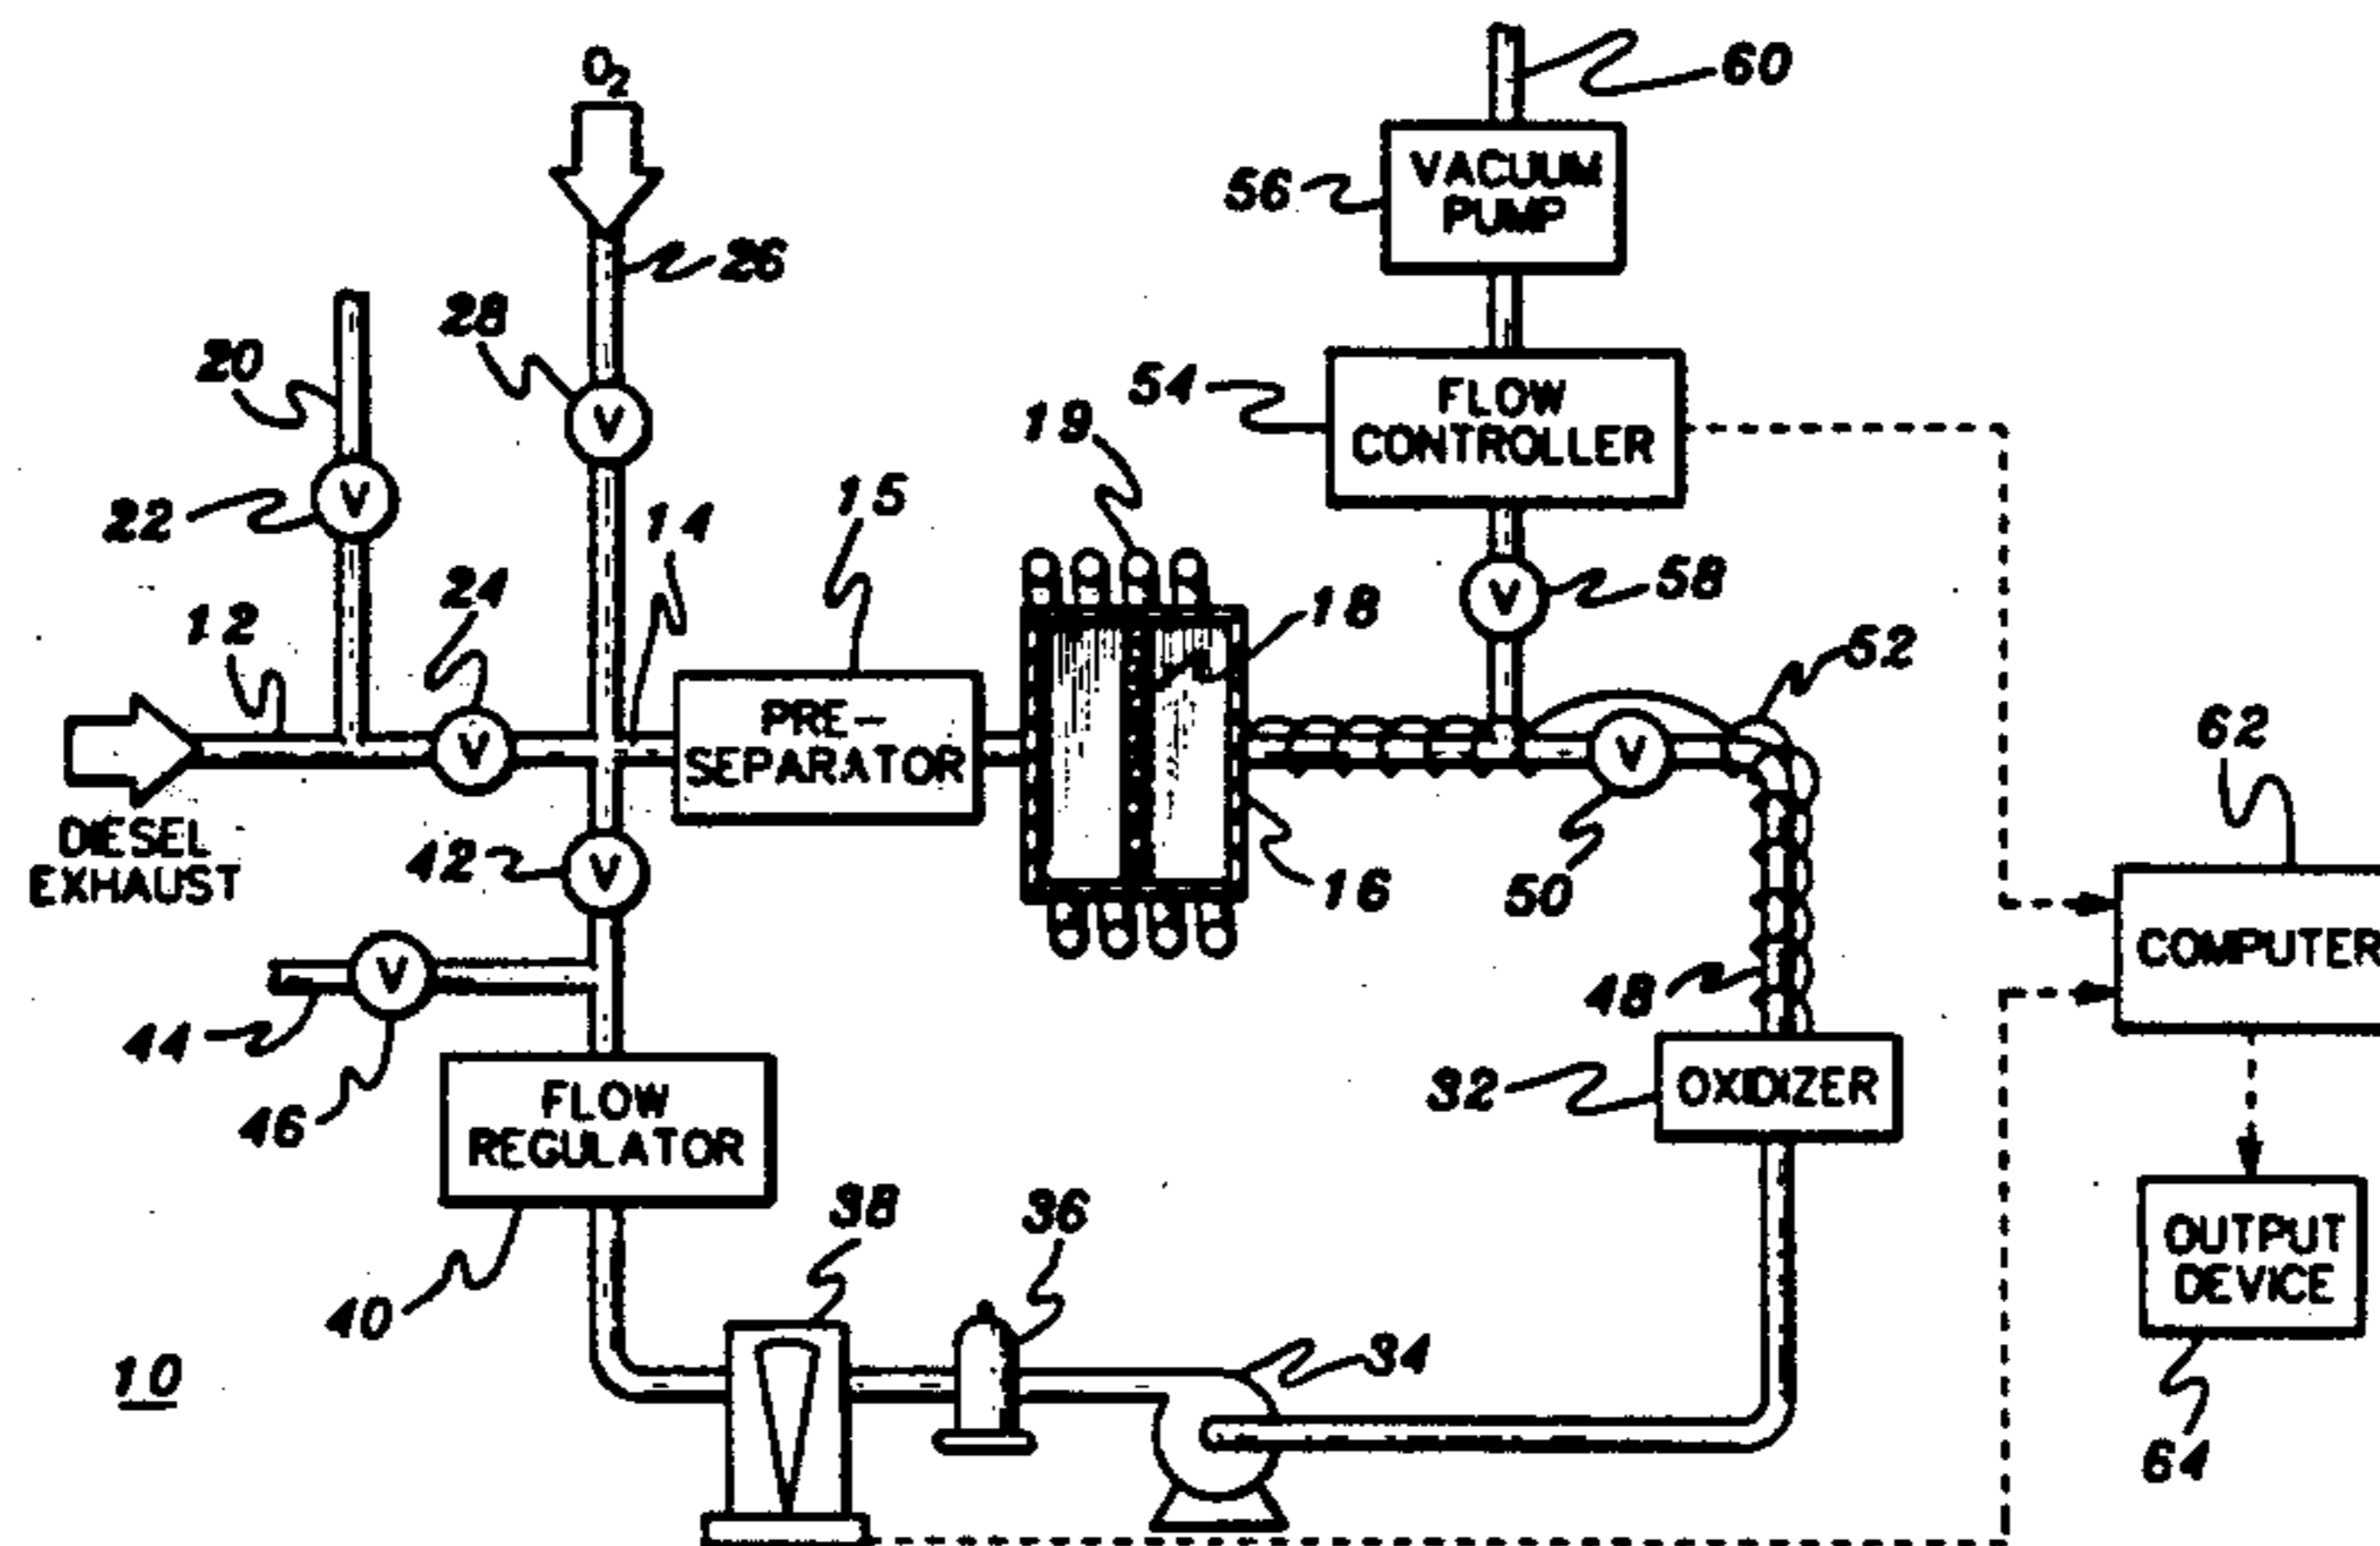 O2
60
VACUUM
PUMP
56
26
28
20
FLOW
CONTROLLER
54
19
V
V
22
15
14
58
V
18
24
12
52
PRE-
SEPARATOR
V
V
62
DIESEL
EXHAUST
42
V
16
50
COMPUTER
V
48
44
46
FLOW
REGULATOR
32
OXIDIZER
38
36
OUTPUT
DEVICE
40
34
10
64